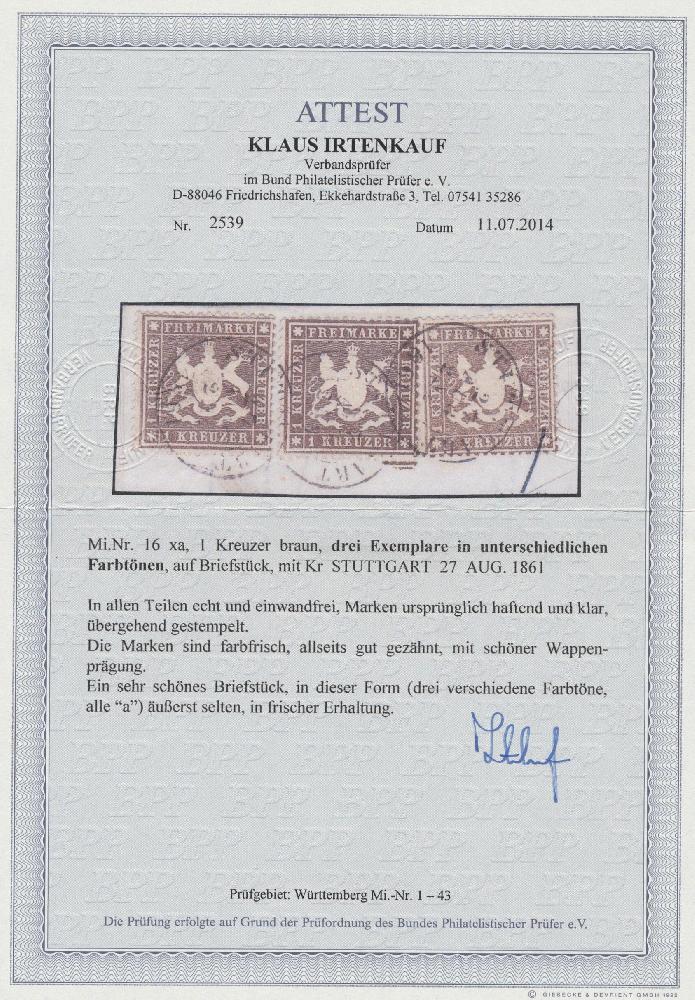 ATTEST
KLAUS IRTENKAUF
Verbandsprüfer
im Bund Philatelistischer Prüfer e. V.
D-88046 Friedrichshafen, Ekkehardstraße 3, Tel. 07541 35286
Nr. 2539 Datum 11.07.2014
FREIMARKE FREIMARKE
1 KREUZER 1 KREUZER KREUZER
Mi.Nr. 16 xa, 1 Kreuzer braun, drei Exemplare in unterschiedlichen
Farbtönen, auf Briefstück, mit Kr STUTTGART 27 AUG. 1861
In allen Teilen echt und einwandfrei, Marken ursprünglich haftend und klar,
übergehend gestempelt.
Die Marken sind farbfrisch, allseits gut gezähnt, mit schöner Wappen-
prägung.
Ein sehr schönes Briefstück, in dieser Form (drei verschiedene Farbtöne,
alle “a”) äußerst selten, in frischer Erhaltung.
Prüfgebiet: Württemberg Mi.-Nr. 1 – 43
Die Prüfung erfolgte auf Grund der Prüfordnung des Bundes Philatelistischer Prüfer e.V.
© GIESECKE & DEVRIENT GMBH